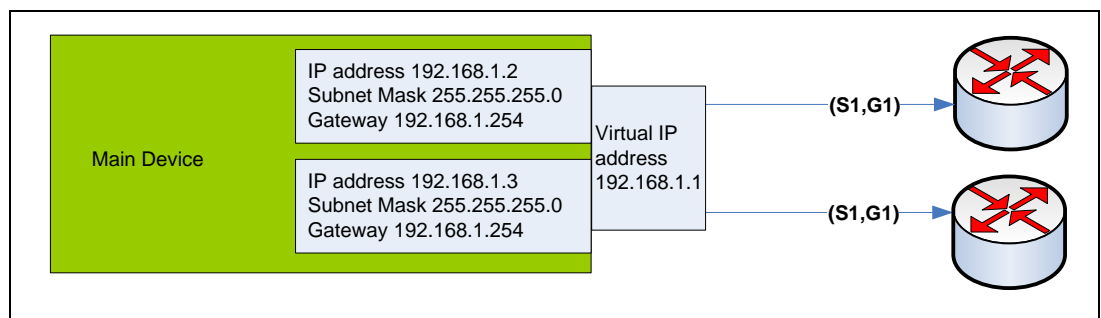 Main Device
IP address 192.168.1.2
Subnet Mask 255.255.255.0
Gateway 192.168.1.254
IP address 192.168.1.3
Subnet Mask 255.255.255.0
Gateway 192.168.1.254
Virtual IP
address
192.168.1.1
(S1,G1)
(S1,G1)